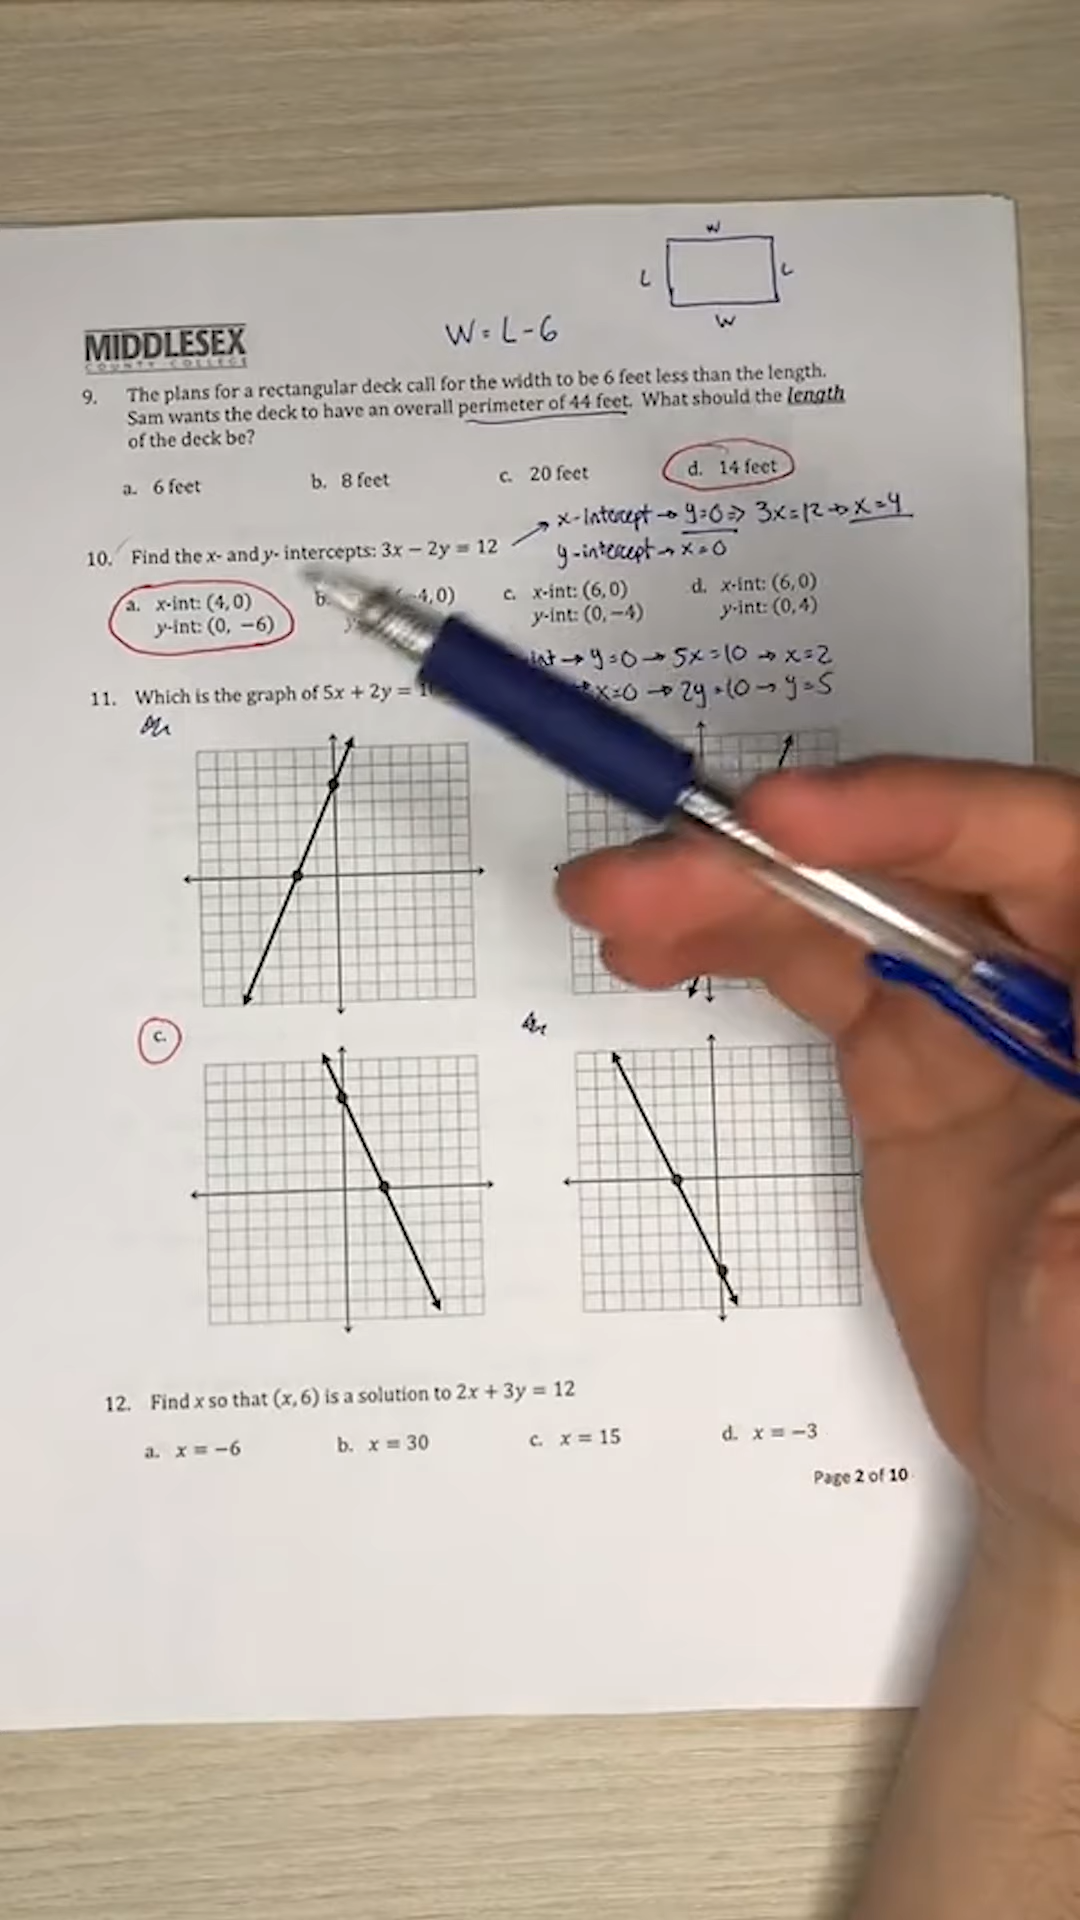 W
L
L
W
W = L - 6
MIDDLESEX
COUNTY COLLEGE
9. The plans for a rectangular deck call for the width to be 6 feet less than the length.
Sam wants the deck to have an overall perimeter of 44 feet. What should the length
of the deck be?
a. 6 feet b. 8 feet c. 20 feet d. 14 feet
x-intercept → y=0 ⇒ 3x=12 → x=4
10. Find the x- and y- intercepts: 3x − 2y = 12
y-intercept → x=0
a. x-int: (4,0) b. 4,0) c. x-int: (6,0) d. x-int: (6,0)
y-int: (0, −6) y-int: (0, −4) y-int: (0,4)
int → y=0 → 5x=10 → x=2
x=0 → 2y=10 → y=5
11. Which is the graph of 5x + 2y =
c.
12. Find x so that (x, 6) is a solution to 2x + 3y = 12
a. x = −6 b. x = 30 c. x = 15 d. x = −3
Page 2 of 10